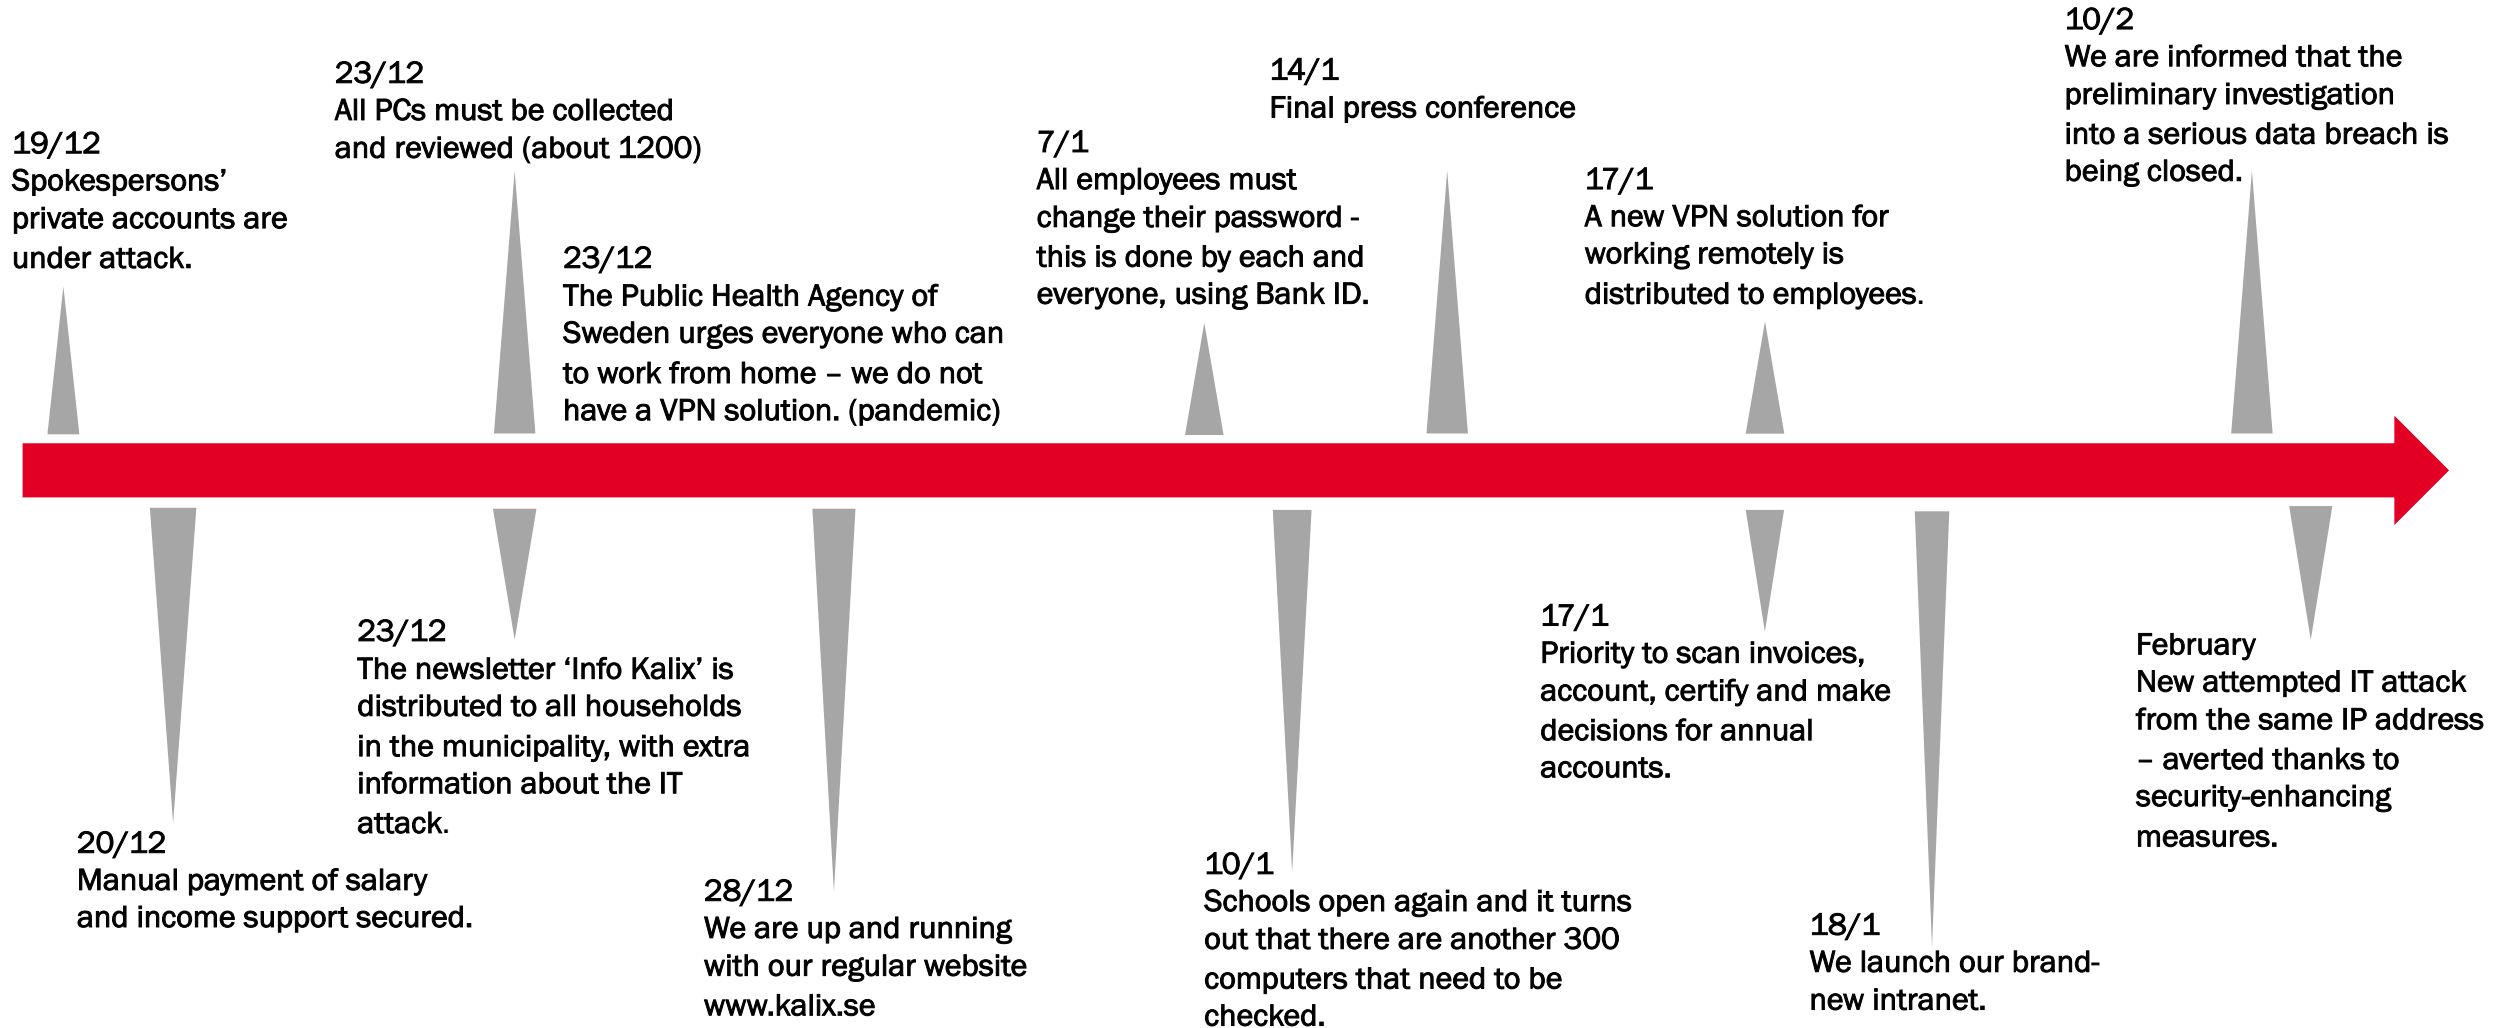 19/12
Spokespersons’
private accounts are
under attack.
20/12
Manual payment of salary
and income support secured.
23/12
All PCs must be collected
and reviewed (about 1200)
23/12
The Public Health Agency of
Sweden urges everyone who can
to work from home – we do not
have a VPN solution. (pandemic)
23/12
The newsletter ‘Info Kalix’ is
distributed to all households
in the municipality, with extra
information about the IT
attack.
28/12
We are up and running
with our regular website
www.kalix.se
7/1
All employees must
change their password -
this is done by each and
everyone, using Bank ID.
10/1
Schools open again and it turns
out that there are another 300
computers that need to be
checked.
14/1
Final press conference
17/1
A new VPN solution for
working remotely is
distributed to employees.
17/1
Priority to scan invoices,
account, certify and make
decisions for annual
accounts.
18/1
We launch our brand-
new intranet.
10/2
We are informed that the
preliminary investigation
into a serious data breach is
being closed.
February
New attempted IT attack
from the same IP address
– averted thanks to
security-enhancing
measures.